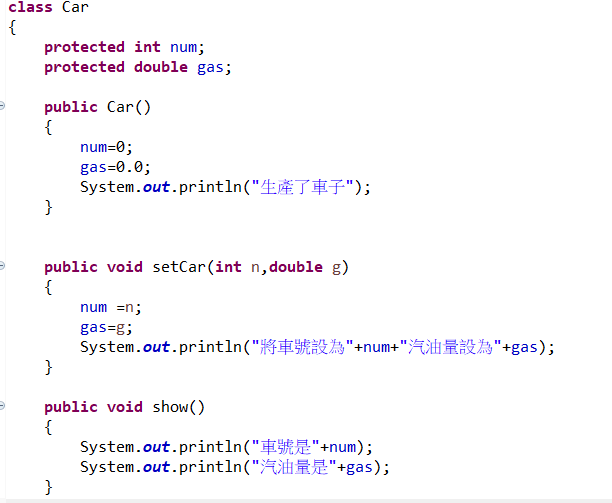 class Car
{
protected int num;
protected double gas;
public Car()
{
num=0;
gas=0.0;
System.out.println("生產了車子");
}
public void setCar(int n,double g)
{
num =n;
gas=g;
System.out.println("將車號設為"+num+"汽油量設為"+gas);
}
public void show()
{
System.out.println("車號是"+num);
System.out.println("汽油量是"+gas);
}